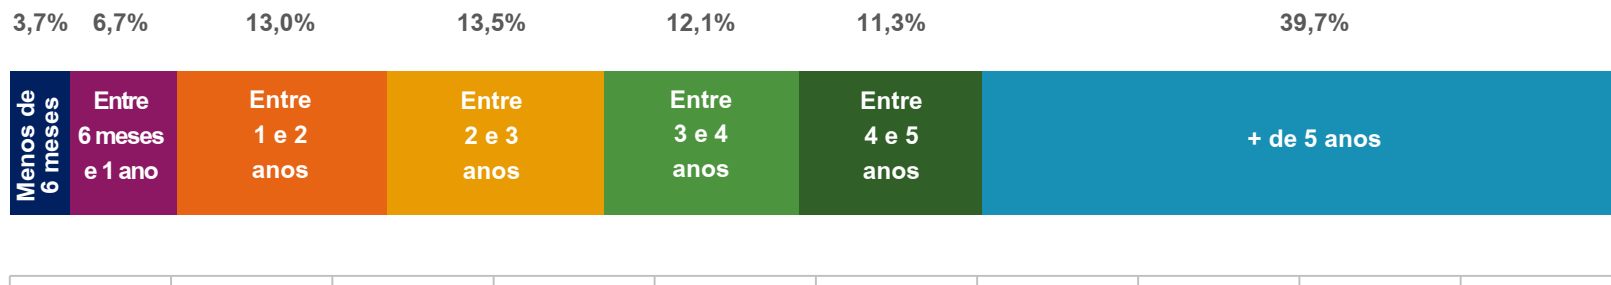 3,7% 6,7% 13,0% 13,5% 12,1% 11,3% 39,7%
Menos de
6 meses
Entre
6 meses
e 1 ano
Entre
1 e 2
anos
Entre
2 e 3
anos
Entre
3 e 4
anos
Entre
4 e 5
anos
+ de 5 anos